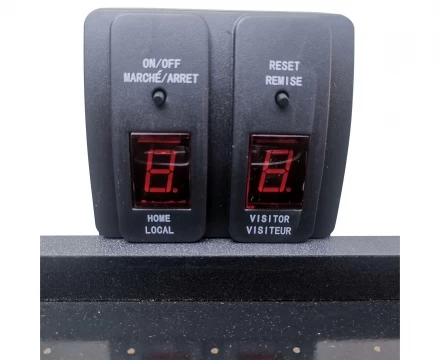 ON/OFF
MARCHÉ/ARRET
8.
HOME
LOCAL
RESET
REMISE
8.
VISITOR
VISITEUR